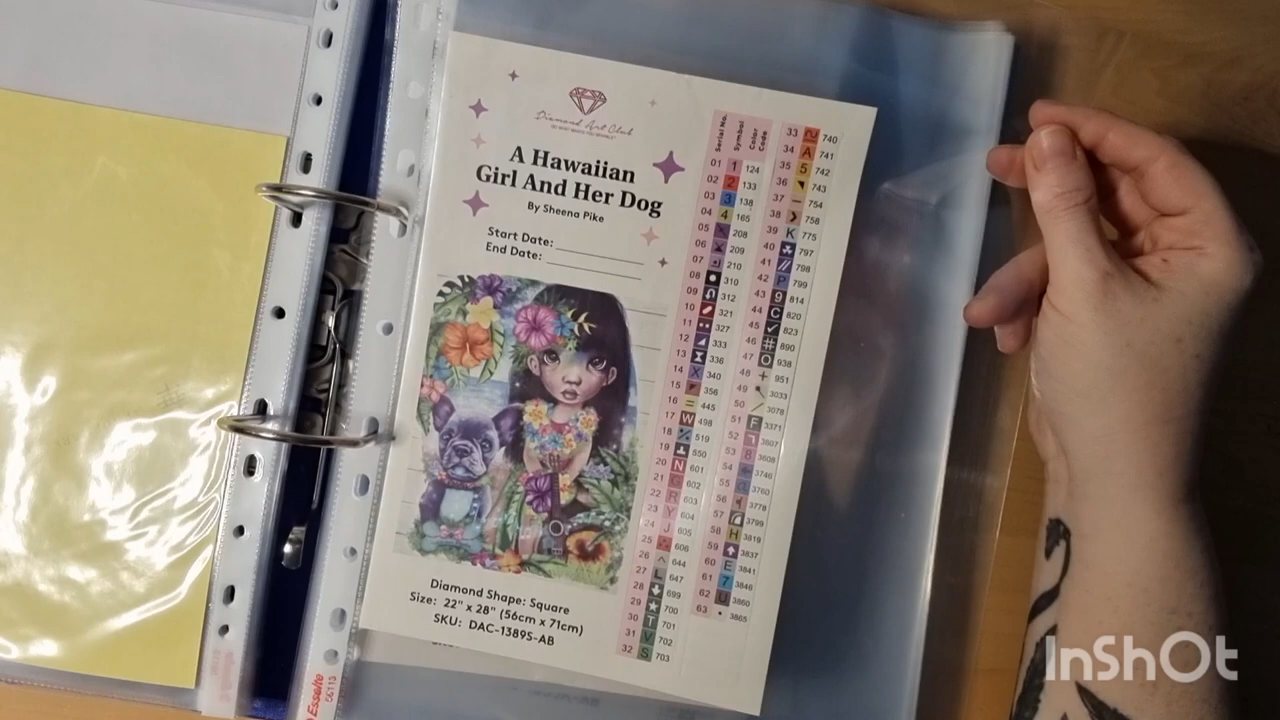 Diamond Art Club
A Hawaiian
Girl And Her Dog
By Sheena Pike
Start Date:
End Date:
Diamond Shape: Square
Size: 22" x 28" (56cm x 71cm)
SKU: DAC-1389S-AB
Serial No. Symbol Color Code
01 1 124
02 2 133
03 3 138
04 4 165
05 208
06 209
07 210
08 310
09 312
10 321
11 327
12 333
13 336
14 X 340
15 356
16 = 445
17 W 498
18 519
19 550
20 N 601
21 G 602
22 R 603
23 Y 604
24 J 605
25 606
26 644
27 L 647
28 699
29 ★ 700
30 T 701
31 V 702
32 S 703
33 740
34 A 741
35 5 742
36 743
37 754
38 758
39 K 775
40 797
41 // 798
42 P 799
43 9 814
44 C 820
45 ✓ 823
46 # 890
47 O 938
48 + 951
49 3033
50 / 3078
51 F 3371
52 3607
53 8 3608
54 3746
55 3760
56 3778
57 3799
58 H 3819
59 3837
60 E 3841
61 7 3846
62 U 3860
63 3865
Esselte
56113
InShOt